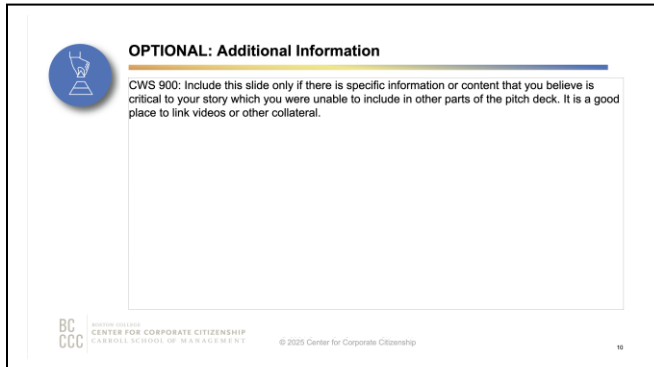 OPTIONAL: Additional Information
CWS 900: Include this slide only if there is specific information or content that you believe is
critical to your story which you were unable to include in other parts of the pitch deck. It is a good
place to link videos or other collateral.
BC
CCC
BOSTON COLLEGE
CENTER FOR CORPORATE CITIZENSHIP
CARROLL SCHOOL OF MANAGEMENT
© 2025 Center for Corporate Citizenship
10